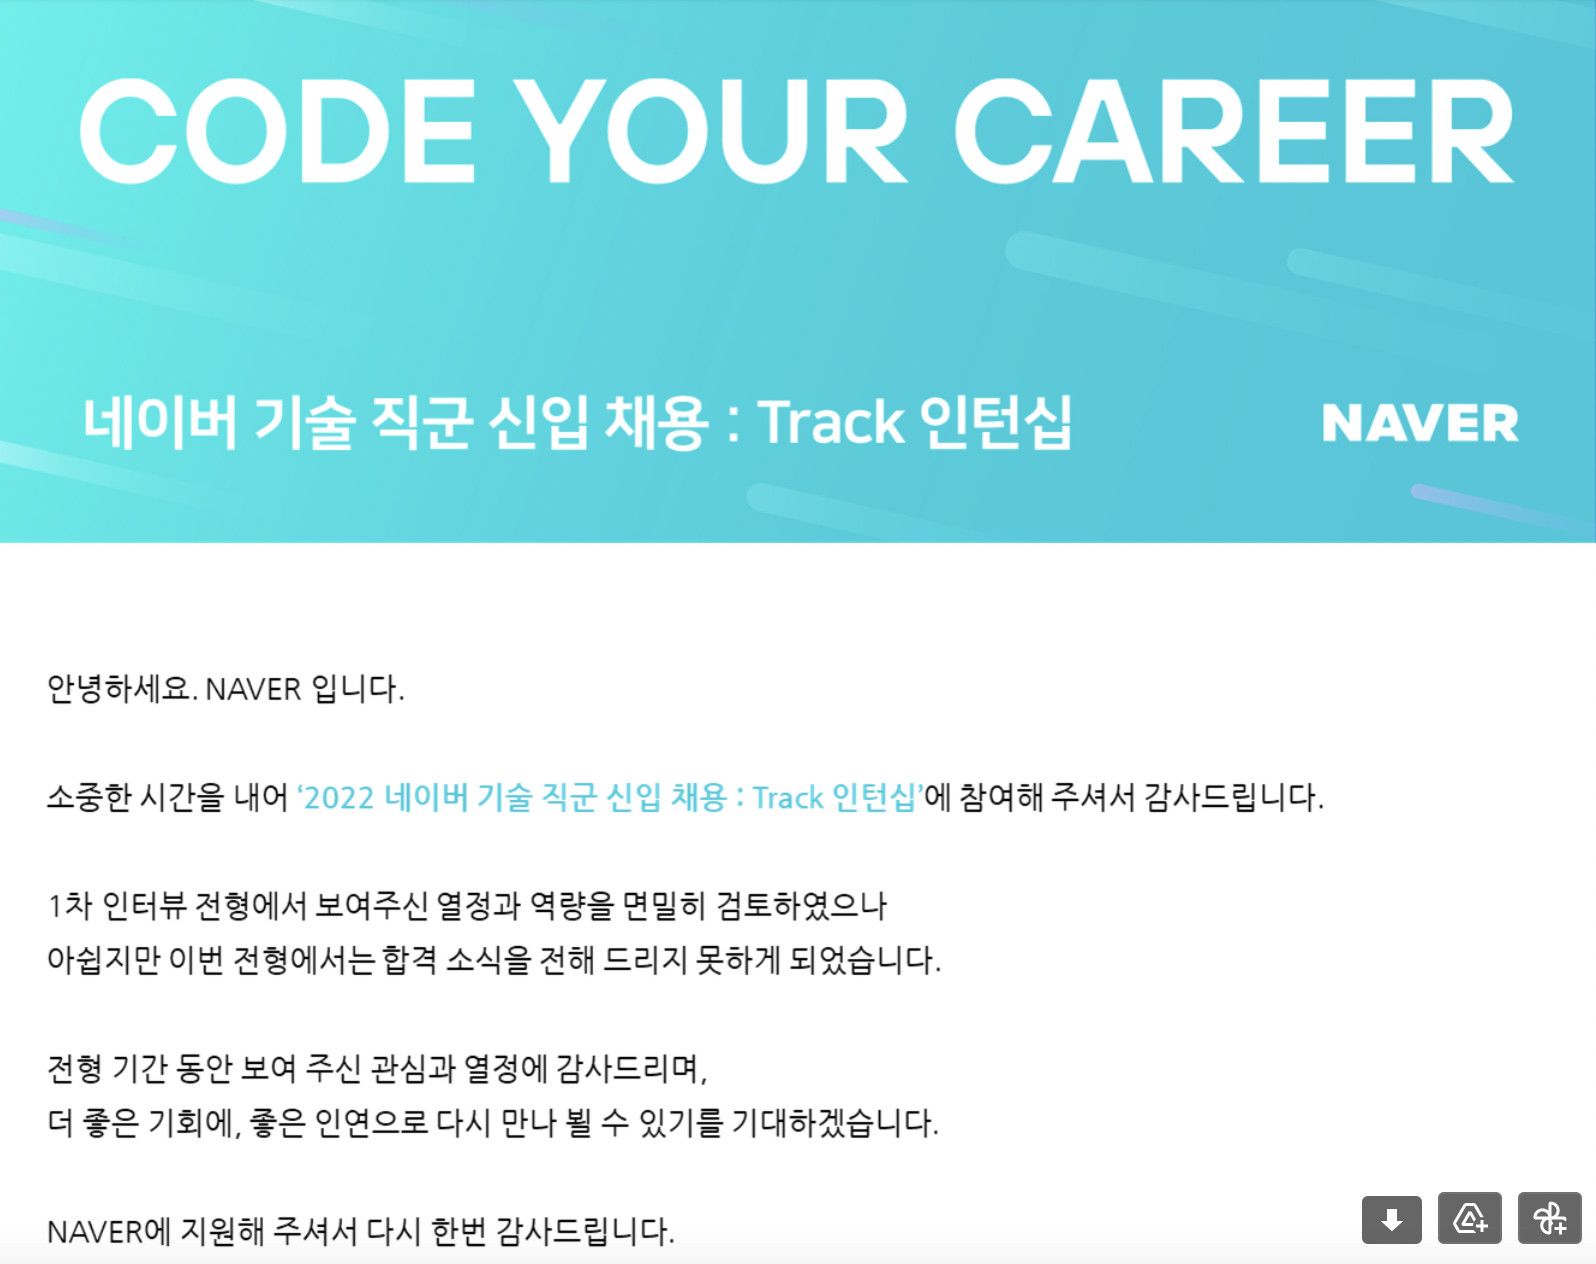 CODE YOUR CAREER
네이버 기술 직군 신입 채용 : Track 인턴십
NAVER
안녕하세요. NAVER 입니다.
소중한 시간을 내어 ‘2022 네이버 기술 직군 신입 채용 : Track 인턴십’에 참여해 주셔서 감사드립니다.
1차 인터뷰 전형에서 보여주신 열정과 역량을 면밀히 검토하였으나
아쉽지만 이번 전형에서는 합격 소식을 전해 드리지 못하게 되었습니다.
전형 기간 동안 보여 주신 관심과 열정에 감사드리며,
더 좋은 기회에, 좋은 인연으로 다시 만나 뵐 수 있기를 기대하겠습니다.
NAVER에 지원해 주셔서 다시 한번 감사드립니다.